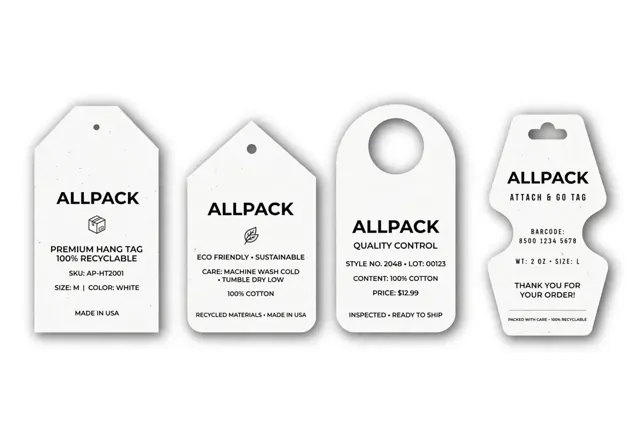 ALLPACK
PREMIUM HANG TAG
100% RECYCLABLE
SKU: AP-HT2001
SIZE: M | COLOR: WHITE
MADE IN USA
ALLPACK
ECO FRIENDLY • SUSTAINABLE
CARE: MACHINE WASH COLD
• TUMBLE DRY LOW
100% COTTON
RECYCLED MATERIALS • MADE IN USA
ALLPACK
QUALITY CONTROL
STYLE NO. 2048 • LOT: 00123
CONTENT: 100% COTTON
PRICE: $12.99
INSPECTED • READY TO SHIP
ALLPACK
ATTACH & GO TAG
BARCODE:
8500 1234 5678
WT: 2 OZ • SIZE: L
THANK YOU FOR
YOUR ORDER!
PACKED WITH CARE • 100% RECYCLABLE